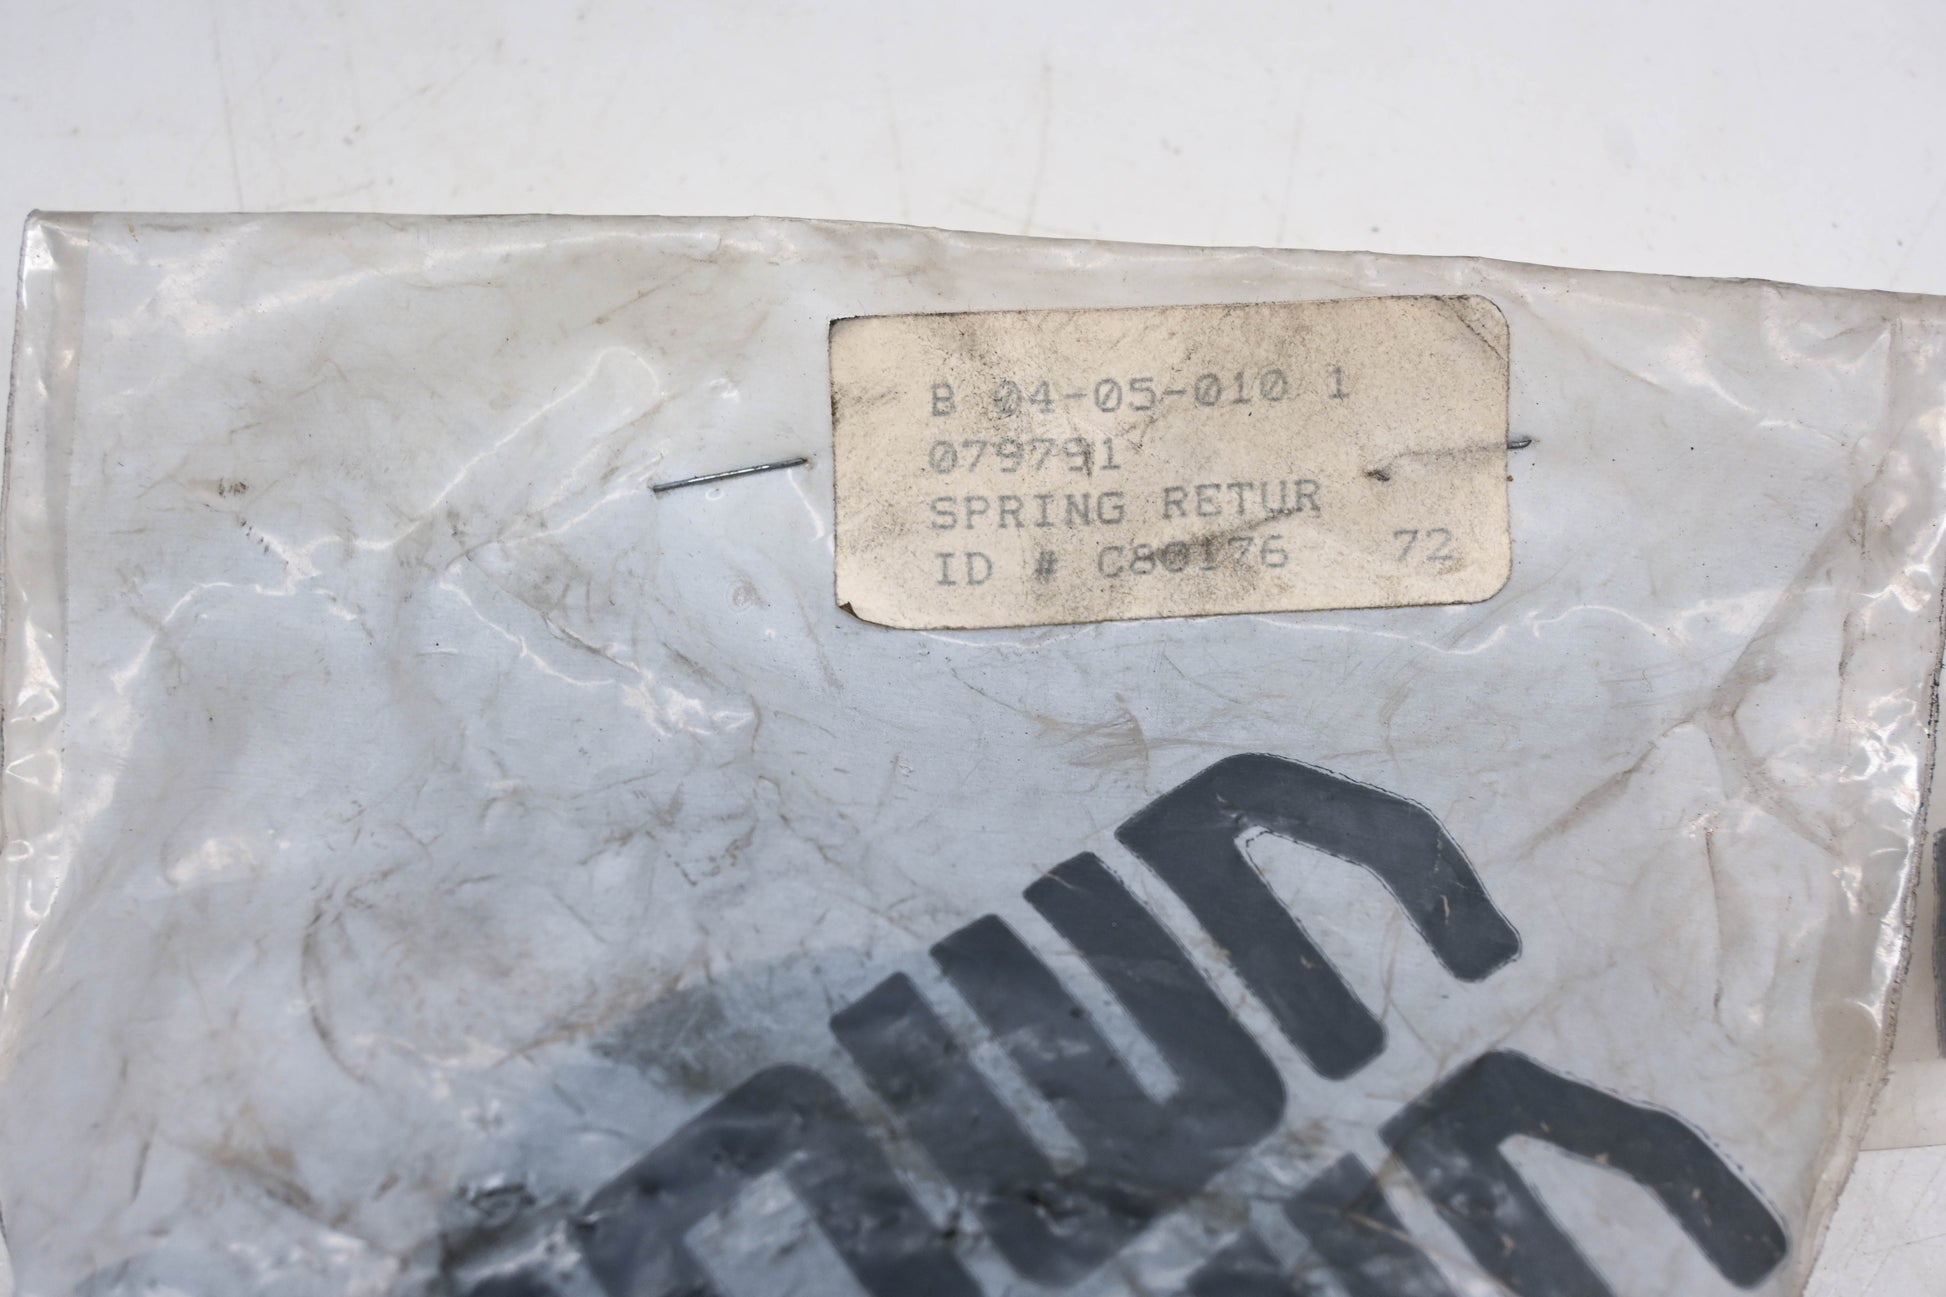 B 04-05-010 1
079791
SPRING RETUR
ID # C80176 72